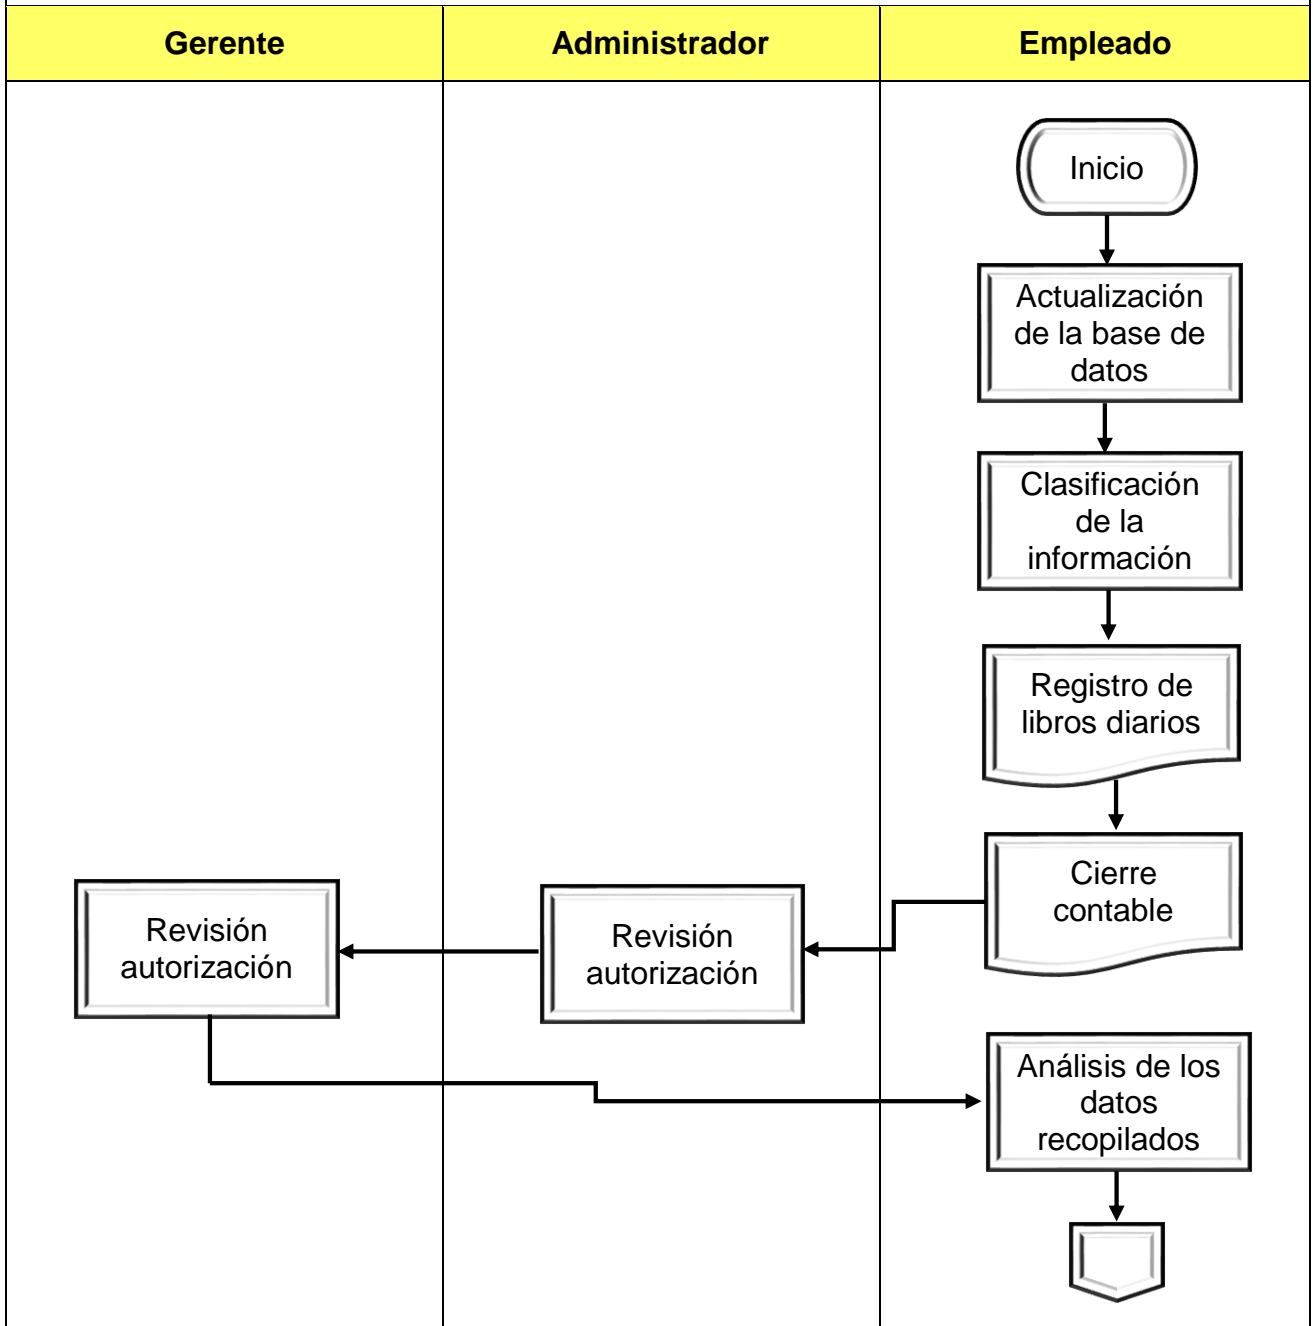 Gerente
Administrador
Empleado
Inicio
Actualización
de la base de
datos
Clasificación
de la
información
Registro de
libros diarios
Cierre
contable
Revisión
autorización
Revisión
autorización
Análisis de los
datos
recopilados